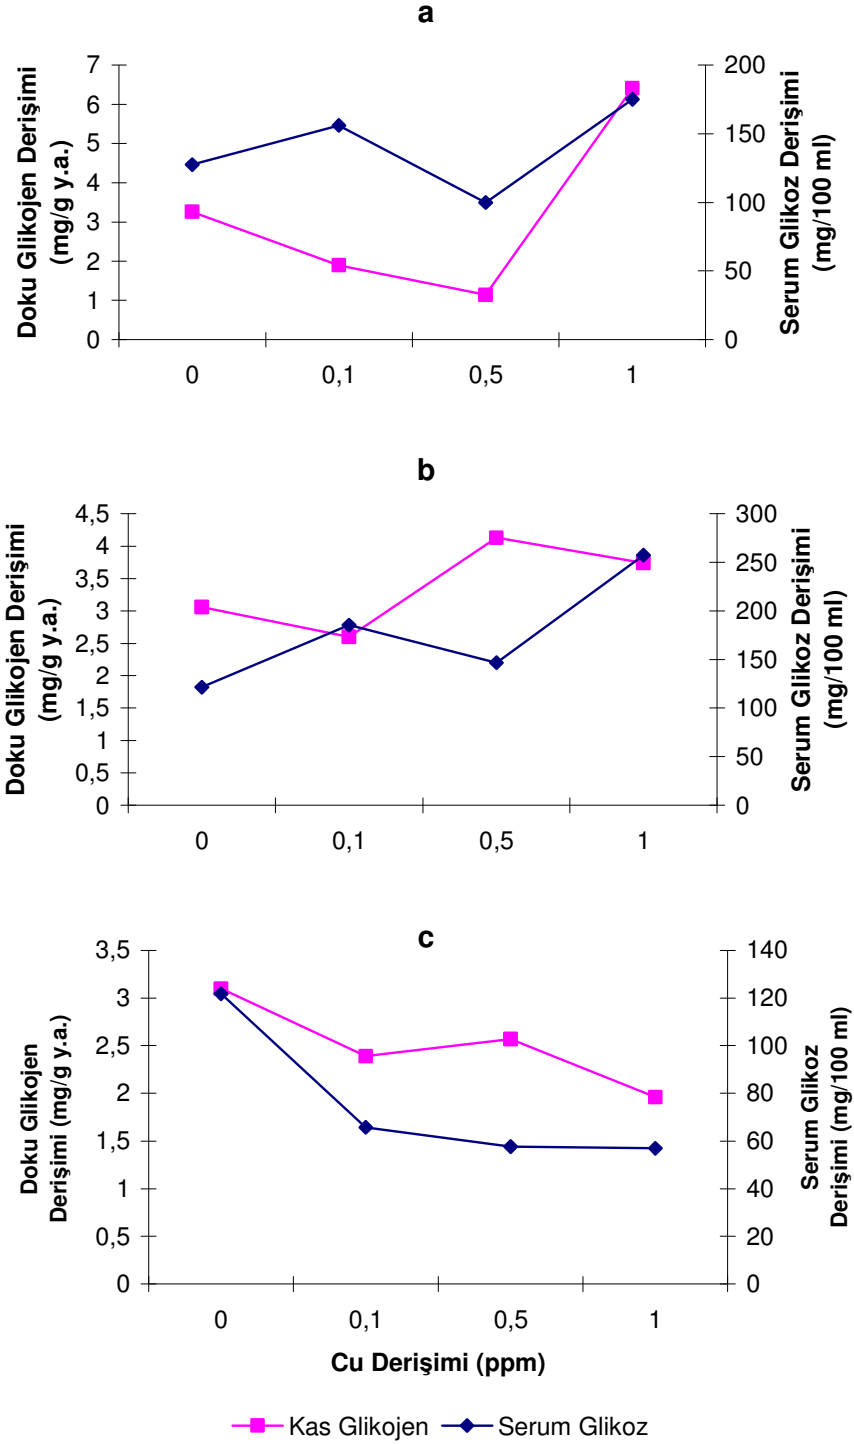 a
Doku Glikojen Derişimi
(mg/g y.a.)
7
6
5
4
3
2
1
0
200
150
100
50
0
Serum Glikoz Derişimi
(mg/100 ml)
0 0,1 0,5 1
b
Doku Glikojen Derişimi
(mg/g y.a.)
4,5
4
3,5
3
2,5
2
1,5
1
0,5
0
300
250
200
150
100
50
0
Serum Glikoz Derişimi
(mg/100 ml)
0 0,1 0,5 1
c
Doku Glikojen
Derişimi (mg/g y.a.)
3,5
3
2,5
2
1,5
1
0,5
0
140
120
100
80
60
40
20
0
Serum Glikoz
Derişimi (mg/100 ml)
0 0,1 0,5 1
Cu Derişimi (ppm)
Kas Glikojen Serum Glikoz